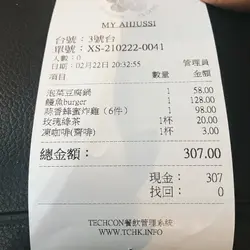 MY AHJUSSI
台號：3號台
單號：XS-210222-0041
人數：0 管理員
日期：02月22日 20:32:55
項目 數量 金額
泡菜豆腐鍋 1 58.00
鰻魚burger 1 128.00
蒜香蜂蜜炸雞（6件） 1 98.00
玫瑰綠茶 1杯 20.00
凍咖啡(齋啡) 1杯 3.00
總金額： 307.00
現金： 307
找回： 0
TECHCON餐飲管理系統
WWW.TCHK.INFO